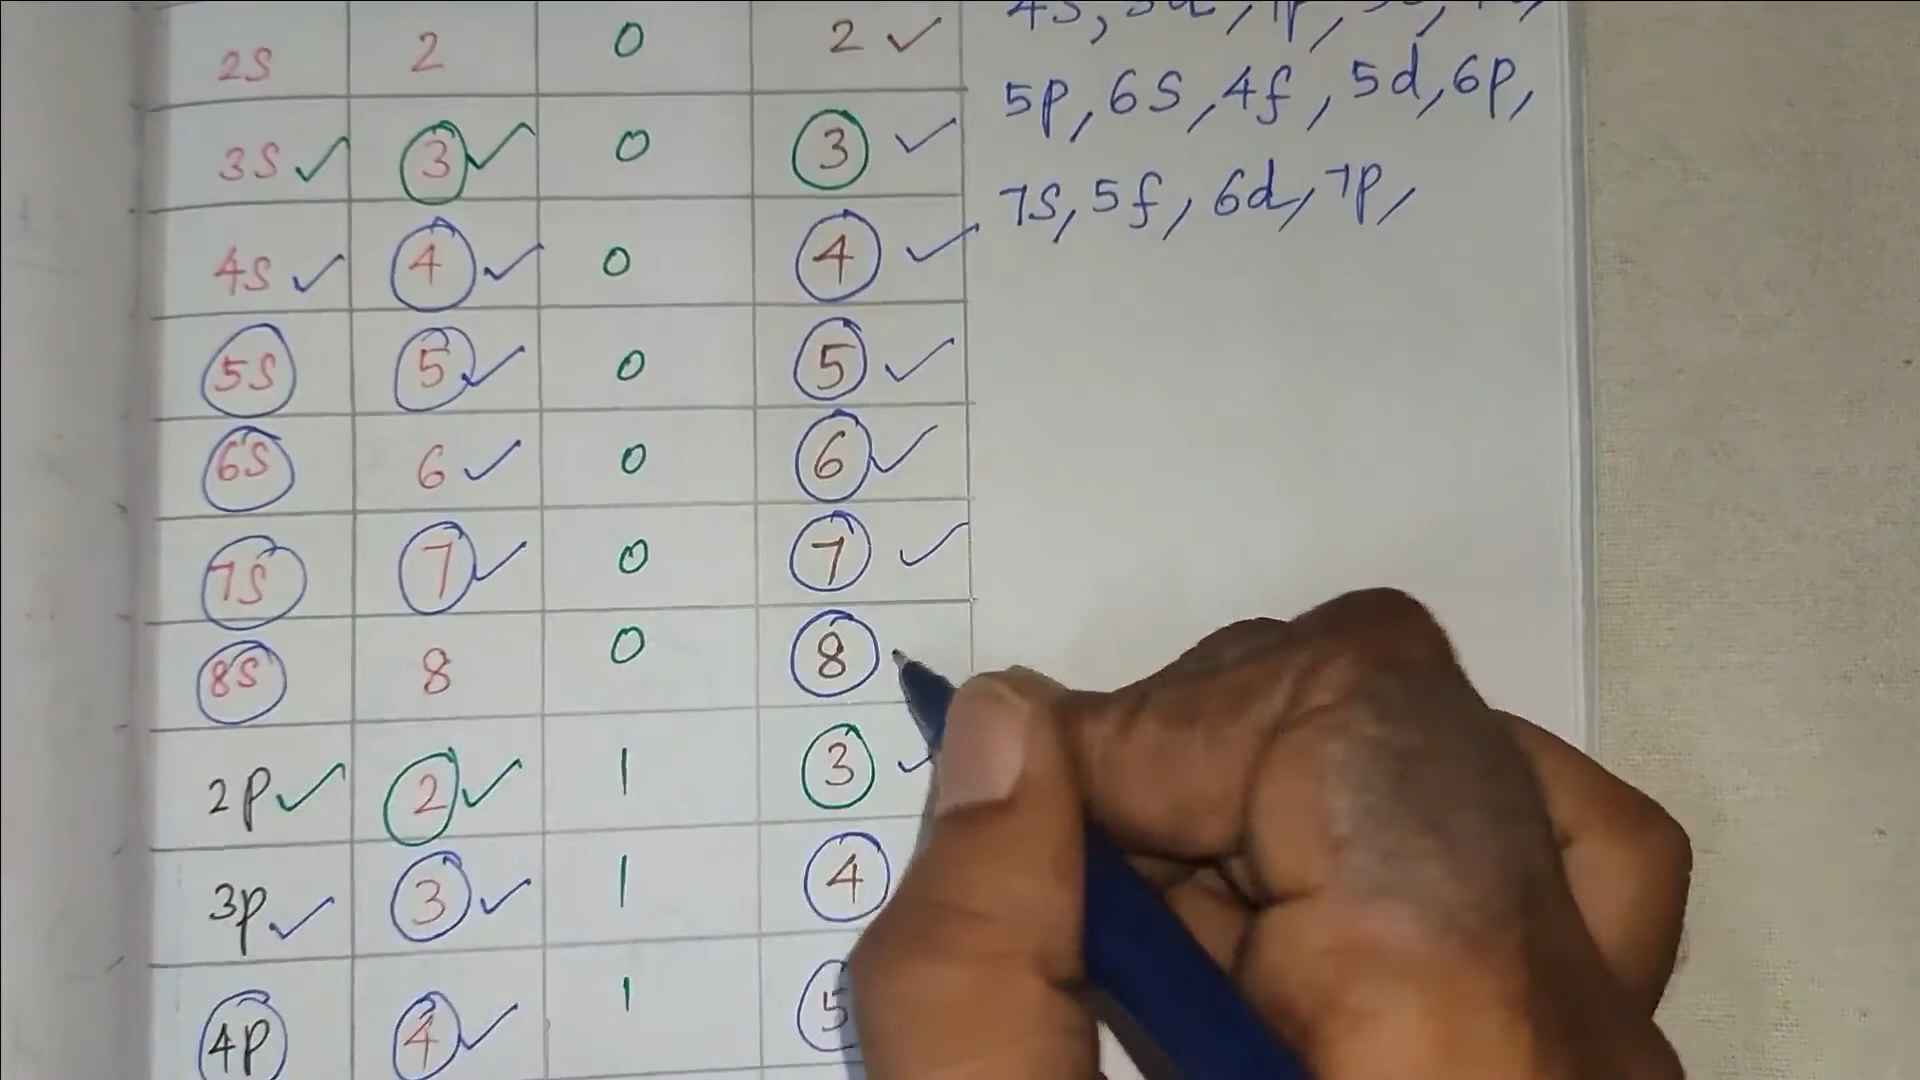 2S 2 0 2 ✓
3S ✓ 3 ✓ 0 3 ✓
4S ✓ 4 ✓ 0 4 ✓
5S 5 ✓ 0 5 ✓
6S 6 ✓ 0 6 ✓
7S 7 ✓ 0 7 ✓
8S 8 0 8
2p ✓ 2 ✓ 1 3 ✓
3p ✓ 3 ✓ 1 4
4p 4 ✓ 1 5
5p, 6S, 4f, 5d, 6p,
7S, 5f, 6d, 7p,